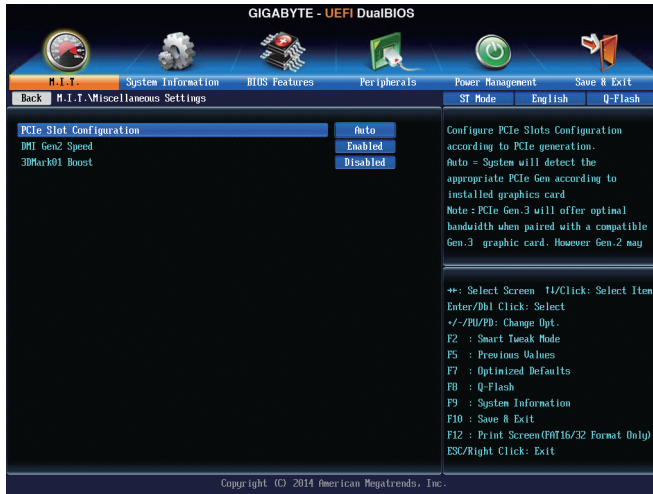 GIGABYTE - UEFI DualBIOS
M.I.T. System Information BIOS Features Peripherals Power Management Save & Exit
Back M.I.T.\Miscellaneous Settings ST Mode English Q-Flash
PCIe Slot Configuration Auto
DMI Gen2 Speed Enabled
3DMark01 Boost Disabled
Configure PCIe Slots Configuration
according to PCIe generation.
Auto = System will detect the
appropriate PCIe Gen according to
installed graphics card
Note : PCIe Gen.3 will offer optimal
bandwidth when paired with a compatible
Gen.3 graphic card. However Gen.2 may
→←: Select Screen ↑↓/Click: Select Item
Enter/Dbl Click: Select
+/-/PU/PD: Change Opt.
F2 : Smart Tweak Mode
F5 : Previous Values
F7 : Optimized Defaults
F8 : Q-Flash
F9 : System Information
F10 : Save & Exit
F12 : Print Screen(FAT16/32 Format Only)
ESC/Right Click: Exit
Copyright (C) 2014 American Megatrends, Inc.